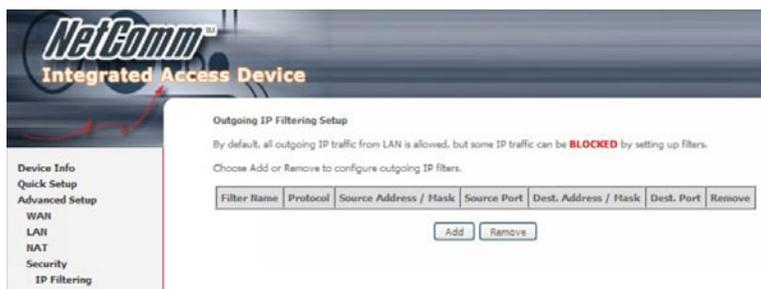 NetComm™
Integrated Access Device
Outgoing IP Filtering Setup
By default, all outgoing IP traffic from LAN is allowed, but some IP traffic can be BLOCKED by setting up filters.
Choose Add or Remove to configure outgoing IP filters.
Filter Name Protocol Source Address / Mask Source Port Dest. Address / Mask Dest. Port Remove
Add Remove
Device Info
Quick Setup
Advanced Setup
WAN
LAN
NAT
Security
IP Filtering